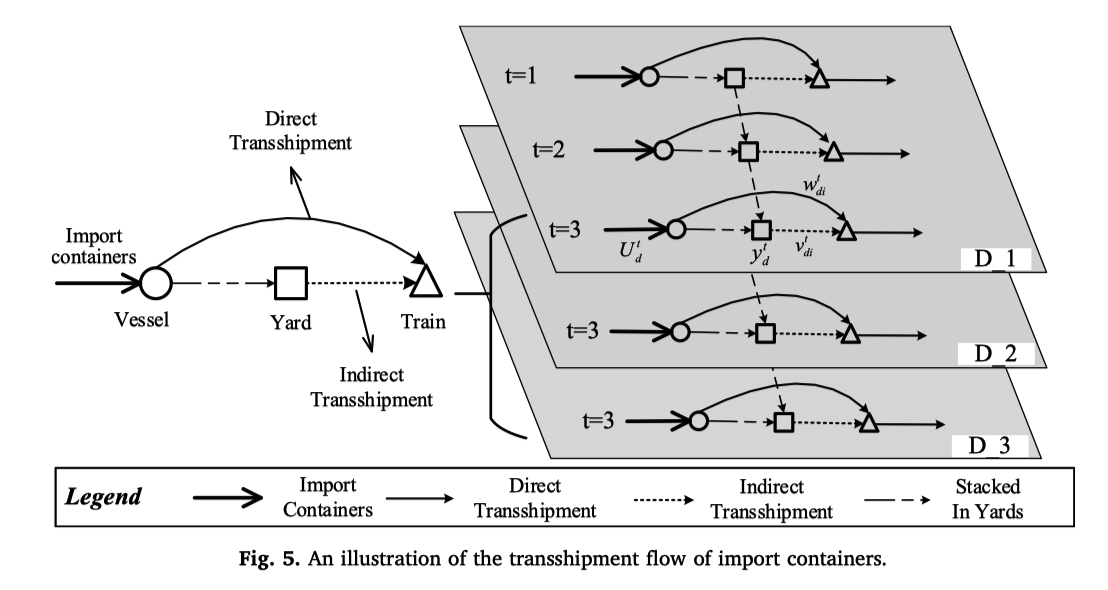 Direct
Transshipment
Import
containers
Vessel
Yard
Train
Indirect
Transshipment
t=1
t=2
t=3
U_d^t
y_d^t
v_{di}^t
w_{di}^t
D_1
t=3
D_2
t=3
D_3
Legend
Import
Containers
Direct
Transshipment
Indirect
Transshipment
Stacked
In Yards
Fig. 5. An illustration of the transshipment flow of import containers.